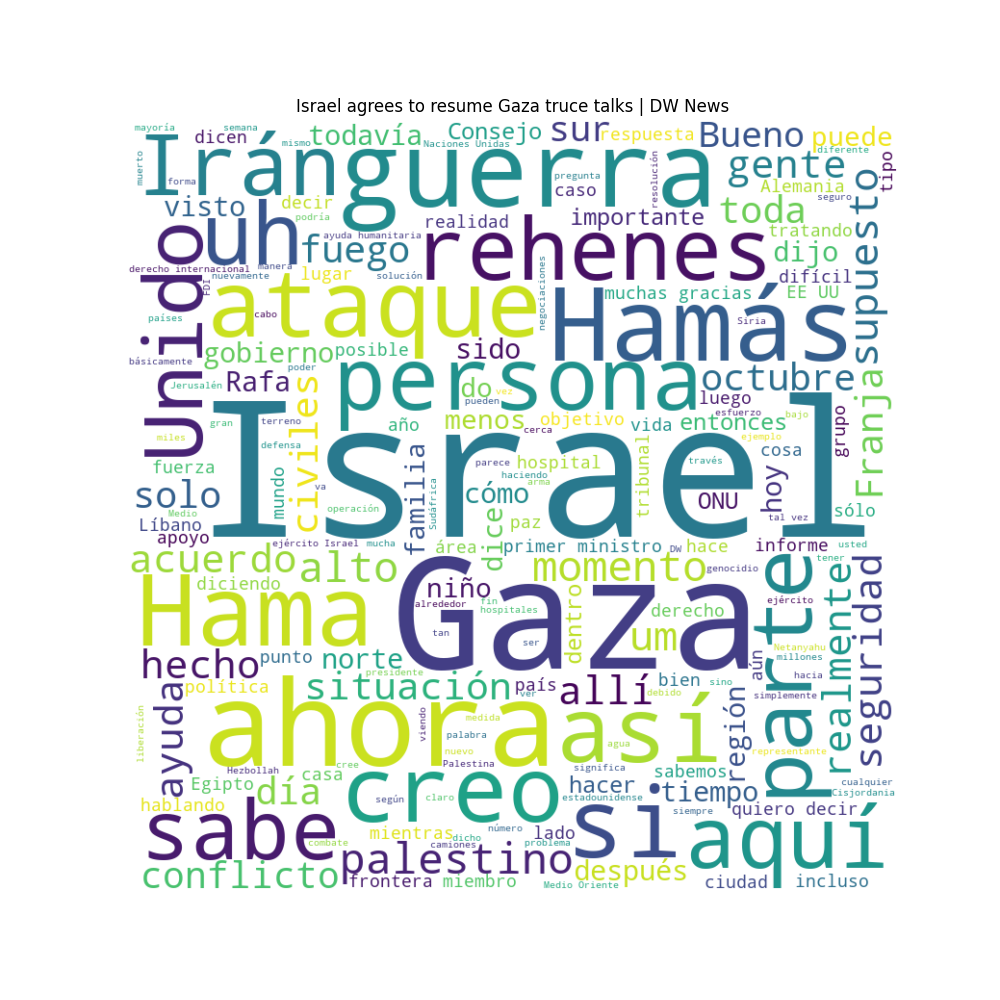 Israel agrees to resume Gaza truce talks | DW News
mayoría
semana
dicen
mismo
todavía
Naciones Unidas
Consejo
sur
respuesta
Bueno
puede
diferente
Irán
guerra
muerto
forma
pregunta
caso
resolución
gente
Alemania
seguro
tipo
visto
decir
podría
uh
fuego
ayuda humanitaria
realidad
importante
toda
tratando
supuesto
Unido
derecho internacional
manera
nuevamente
lugar
solución
rehenes
dijo
difícil
FDI
países
cabo
ataque
negociaciones
Hamás
muchas gracias
EE UU
Siria
básicamente
gobierno
posible
sido
Jerusalén
Rafa
poder
persona
do
vez
pueden
octubre
luego
Franja
gran
terreno
civiles
año
menos
objetivo
esfuerzo
vida
entonces
bajo
grupo
miles
defensa
cerca
ejemplo
fuerza
Medio
mundo
va
familia
parece
hospital
través
cosa
haciendo
tribunal
Israel
solo
operación
Sudáfrica
cómo
arma
ONU
hoy
sólo
Líbano
apoyo
paz
dice
tal vez
ejército Israel
mucha
área
primer ministro
DW
hace
informe
usted
acuerdo
alto
diciendo
niño
momento
genocidio
tener
Hama
alrededor
fin
hospitales
Gaza
dentro
derecho
ejército
parte
realmente
seguridad
tan
ser
um
Netanyahu
aún
millones
hecho
punto
norte
presidente
ver
país
allí
bien
sino
debido
hacia
simplemente
ayuda
política
situación
liberación
viendo
medida
palabra
ahora
así
agua
región
representante
nuevo
Hezbollah
cree
Palestina
significa
sabemos
cualquier
Cisjordania
Egipto
casa
día
según
claro
creo
hacer
estadounidense
tiempo
siempre
quiero decir
hablando
sabe
combate
mientras
dicho
número
camiones
lado
problema
si
aquí
conflicto
palestino
frontera
miembro
Medio Oriente
después
ciudad
incluso